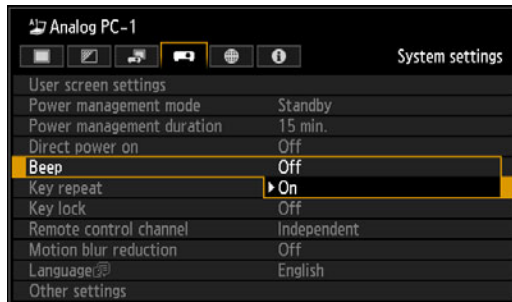 Analog PC-1
System settings
User screen settings
Power management mode Standby
Power management duration 15 min.
Direct power on Off
Beep Off
Key repeat On
Key lock Off
Remote control channel Independent
Motion blur reduction Off
Language English
Other settings